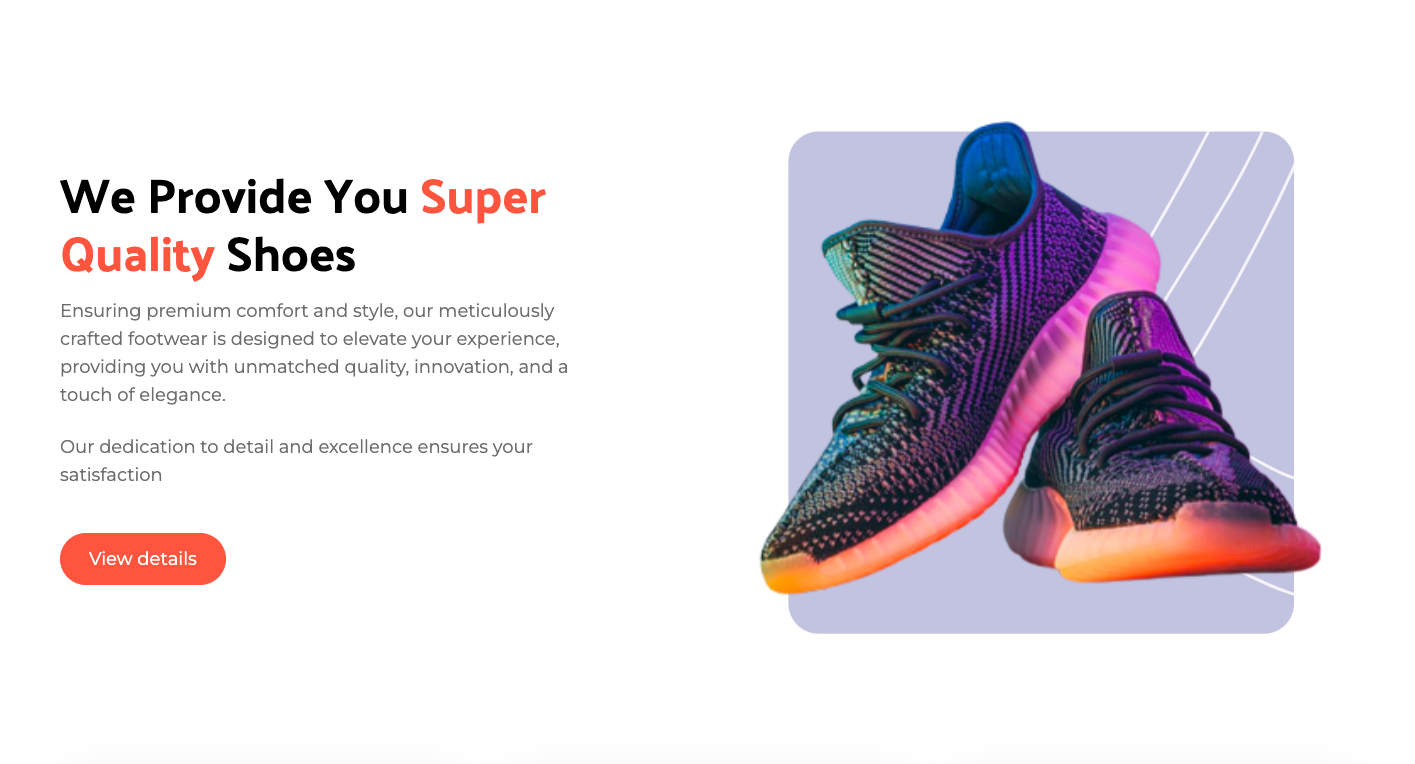 We Provide You Super
Quality Shoes
Ensuring premium comfort and style, our meticulously
crafted footwear is designed to elevate your experience,
providing you with unmatched quality, innovation, and a
touch of elegance.
Our dedication to detail and excellence ensures your
satisfaction
View details